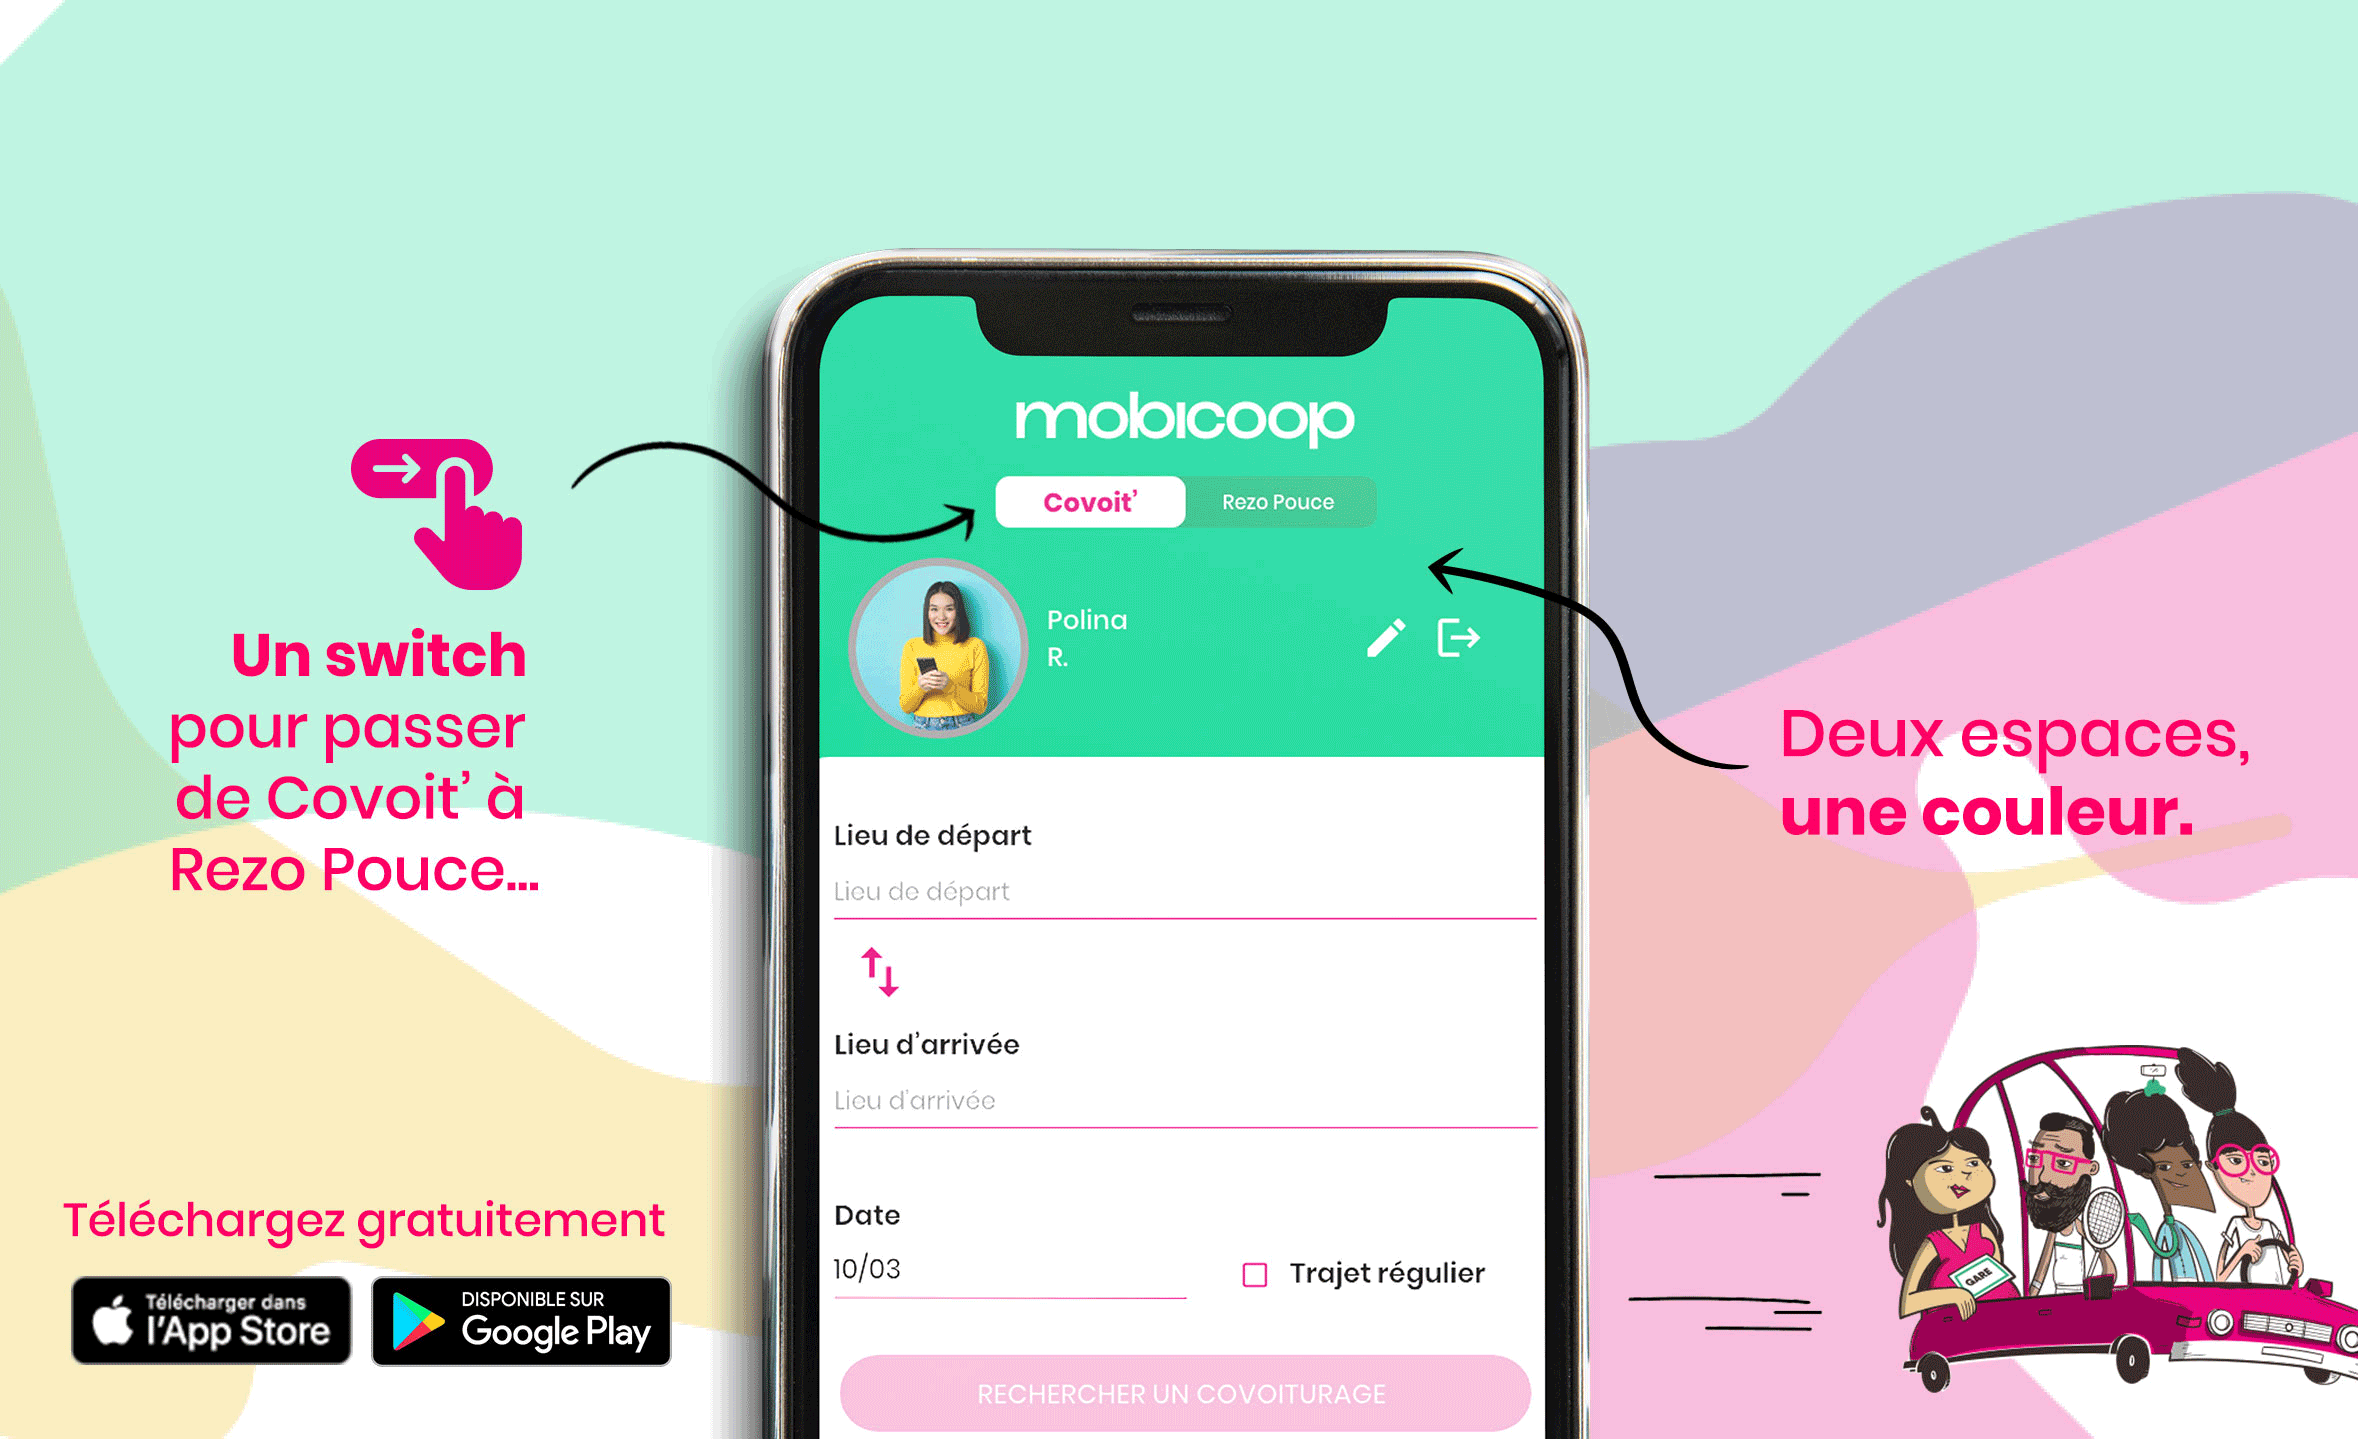 mobicoop
Covoit’
Rezo Pouce
Polina
R.
Un switch
pour passer
de Covoit’ à
Rezo Pouce...
Deux espaces,
une couleur.
Lieu de départ
Lieu de départ
Lieu d’arrivée
Lieu d’arrivée
Date
10/03
Trajet régulier
RECHERCHER UN COVOITURAGE
Téléchargez gratuitement
Télécharger dans
l’App Store
DISPONIBLE SUR
Google Play
GARE